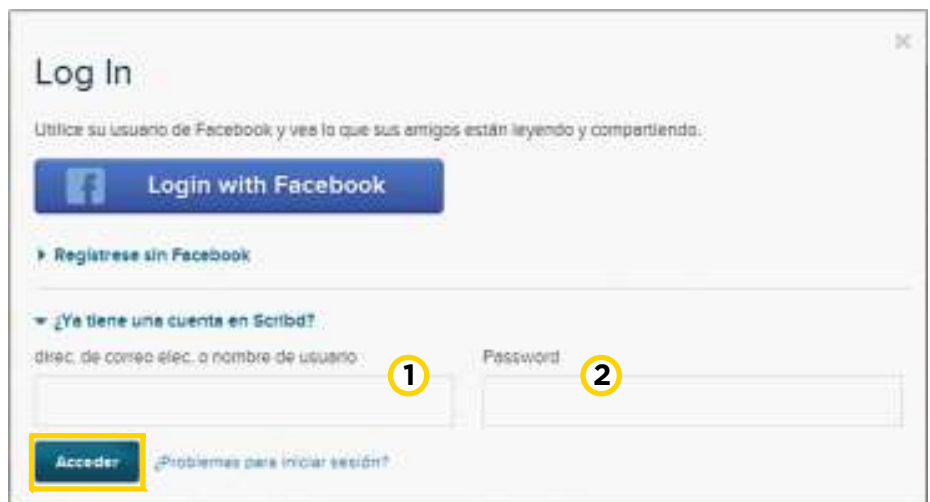 Log In
Utilice su usuario de Facebook y vea lo que sus amigos están leyendo y compartiendo.
f Login with Facebook
Regístrese sin Facebook
¿Ya tiene una cuenta en Scribd?
direc. de correo elec. o nombre de usuario 1 Password 2
Acceder ¿Problemas para iniciar sesión?